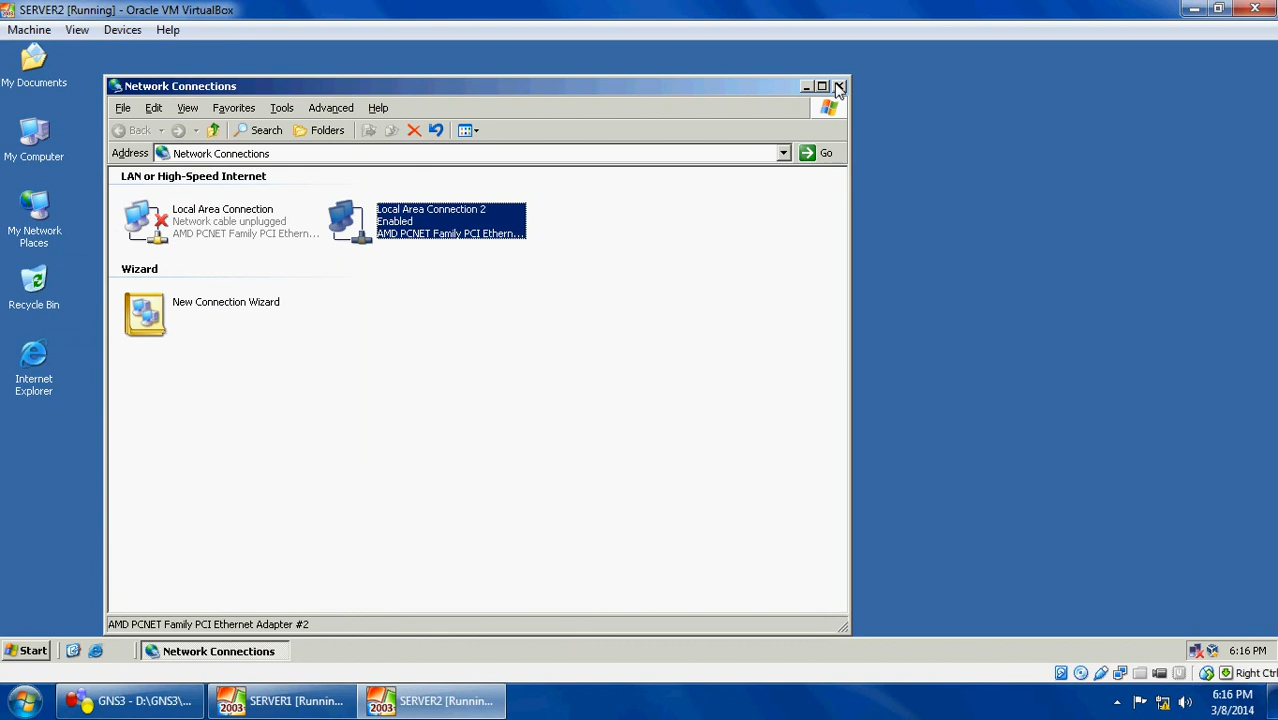 SERVER2 [Running] - Oracle VM VirtualBox
Machine View Devices Help
My Documents
My Computer
My Network
Places
Recycle Bin
Internet
Explorer
Network Connections
File Edit View Favorites Tools Advanced Help
Back Search Folders
Address Network Connections Go
LAN or High-Speed Internet
Local Area Connection
Network cable unplugged
AMD PCNET Family PCI Ethern...
Local Area Connection 2
Enabled
AMD PCNET Family PCI Ethern...
Wizard
New Connection Wizard
AMD PCNET Family PCI Ethernet Adapter #2
Start Network Connections 6:16 PM
Right Ctrl
GNS3 - D:\GNS3\... SERVER1 [Runnin... SERVER2 [Runnin...
2003 2003
6:16 PM
3/8/2014